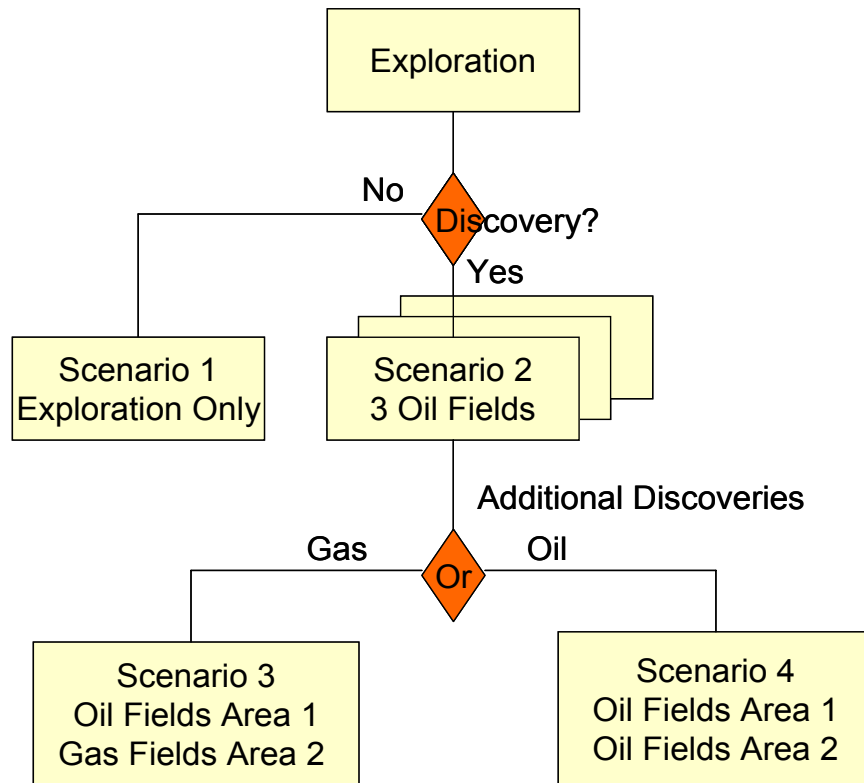 Exploration
No
Discovery?
Yes
Scenario 1
Exploration Only
Scenario 2
3 Oil Fields
Additional Discoveries
Gas
Or
Oil
Scenario 3
Oil Fields Area 1
Gas Fields Area 2
Scenario 4
Oil Fields Area 1
Oil Fields Area 2